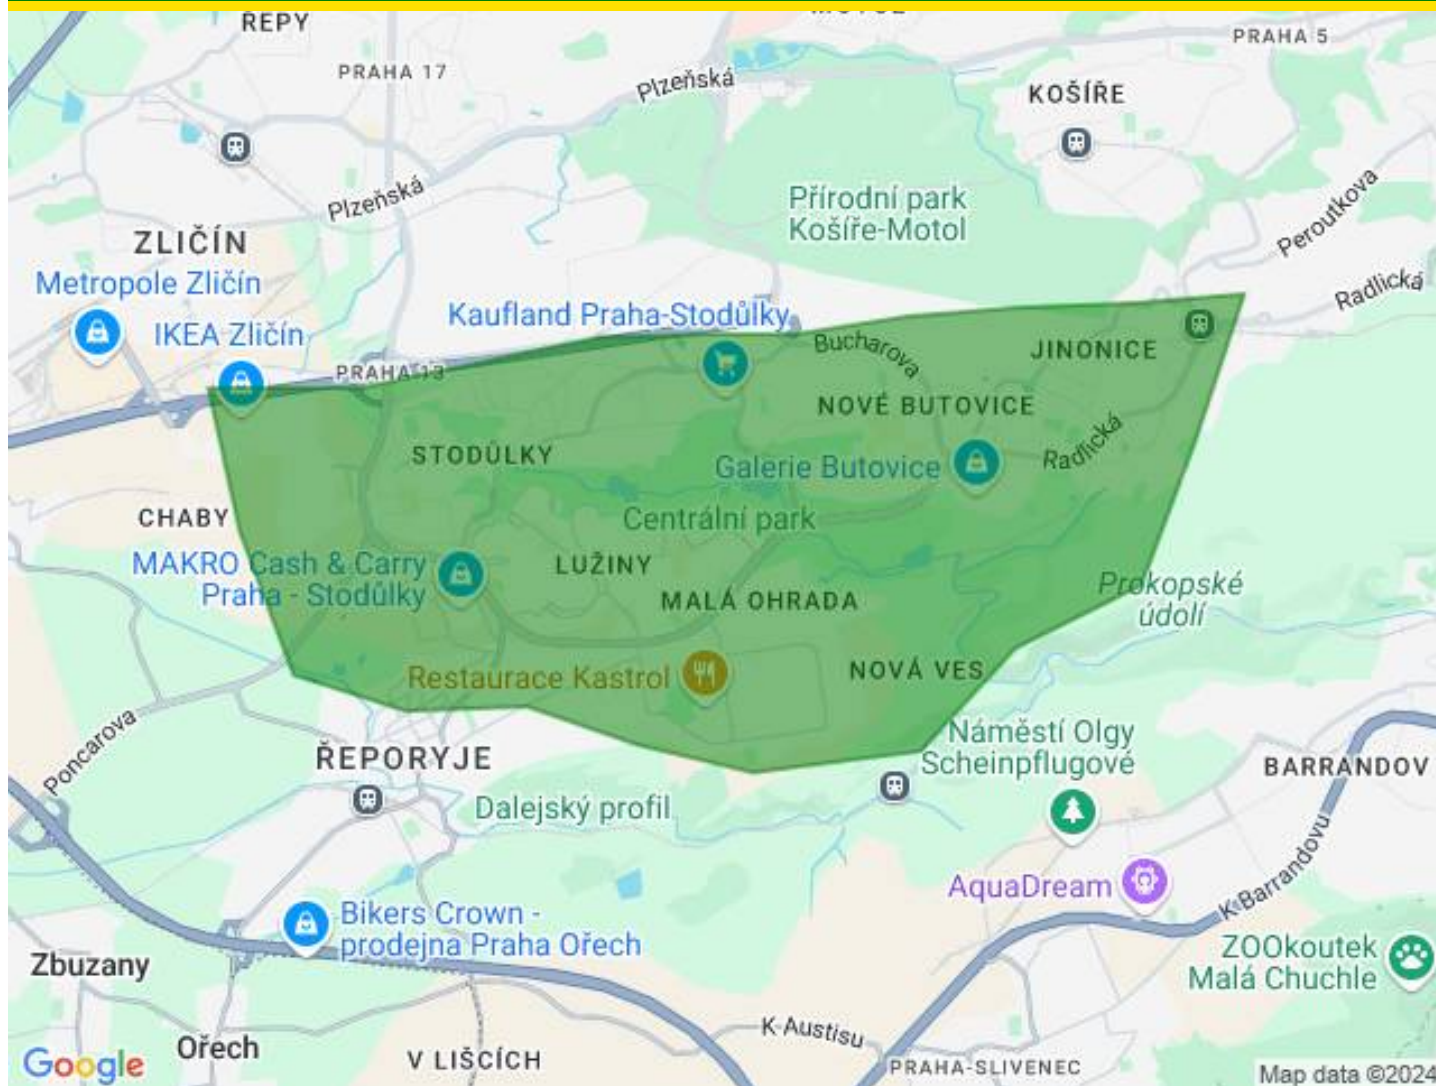 ŘEPY
PRAHA 5
PRAHA 17
Plzeňská
KOŠÍŘE
Plzeňská
Přírodní park
Košíře-Motol
Peroutkova
ZLIČÍN
Metropole Zličín
Radlická
Kaufland Praha-Stodůlky
IKEA Zličín
Bucharova
JINONICE
PRAHA 13
NOVÉ BUTOVICE
Radlická
STODŮLKY
Galerie Butovice
CHABY
Centrální park
MAKRO Cash & Carry
Praha - Stodůlky
LUŽINY
MALÁ OHRADA
Prokopské
údolí
Restaurace Kastrol
NOVÁ VES
Poncarova
Náměstí Olgy
Scheinpflugové
ŘEPORYJE
BARRANDOV
Dalejský profil
AquaDream
K Barrandovu
Bikers Crown -
prodejna Praha Ořech
Zbuzany
ZOOkoutek
Malá Chuchle
K Austisu
Ořech
V LIŠCÍCH
Google
PRAHA-SLIVENEC
Map data ©2024